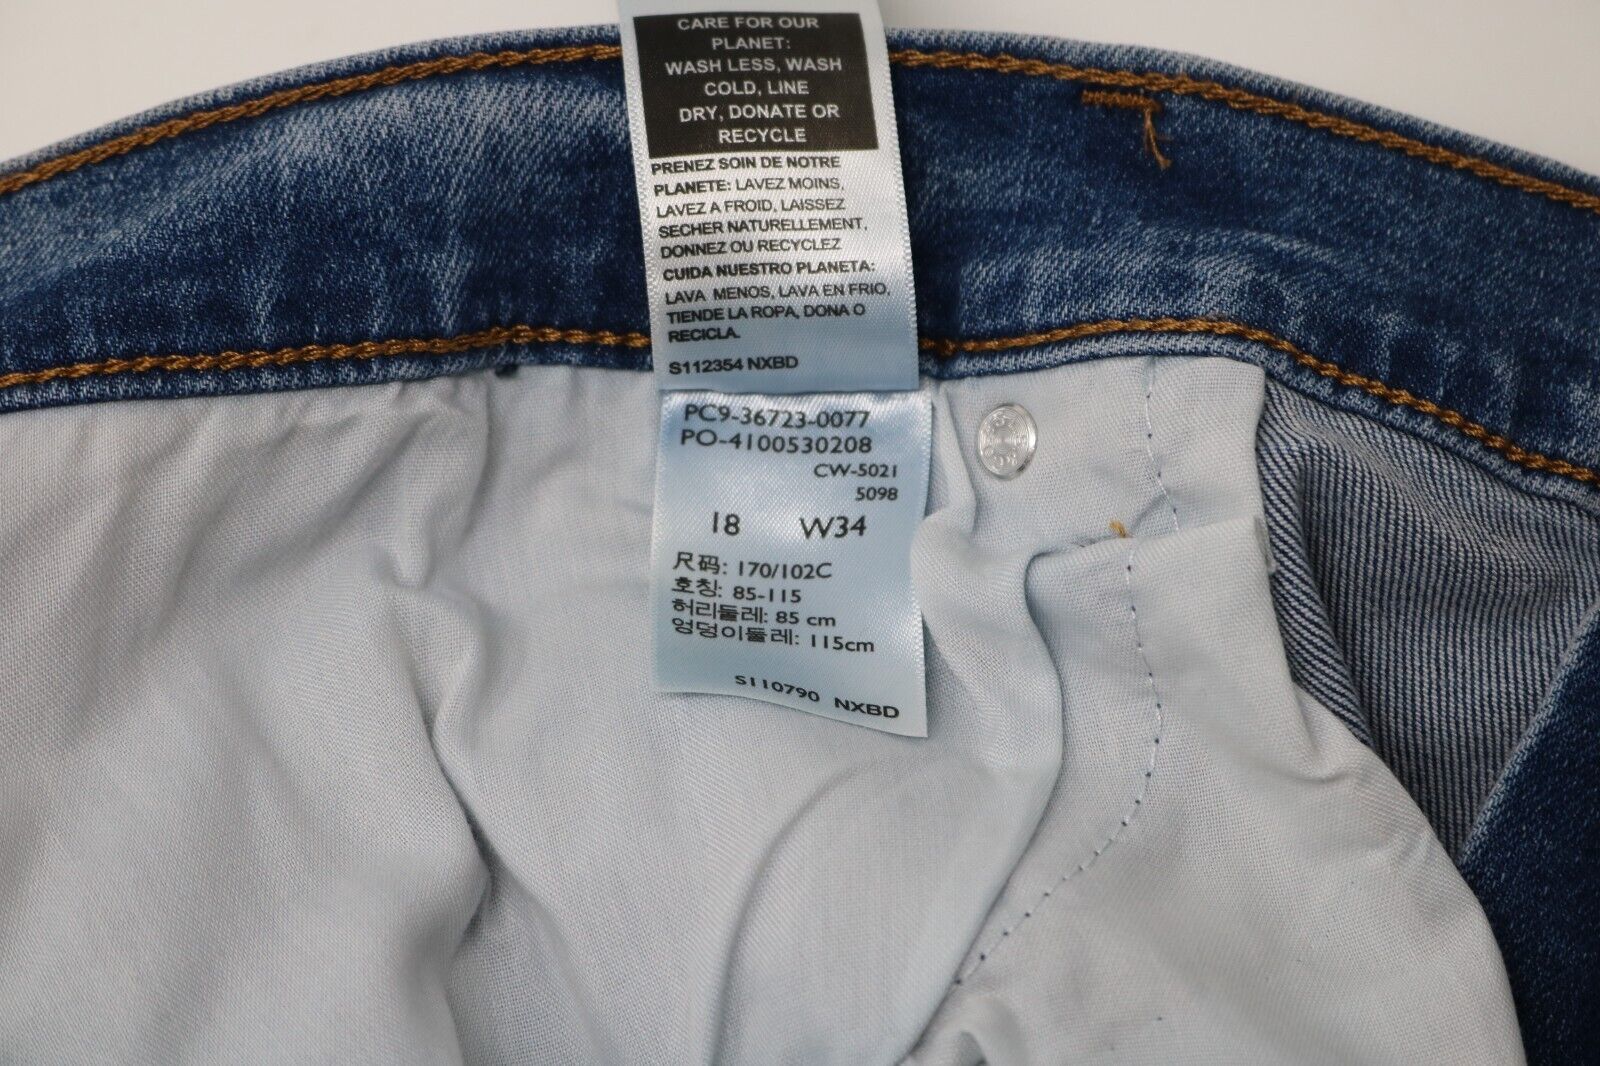 CARE FOR OUR
PLANET:
WASH LESS, WASH
COLD, LINE
DRY, DONATE OR
RECYCLE
PRENEZ SOIN DE NOTRE
PLANETE: LAVEZ MOINS,
LAVEZ A FROID, LAISSEZ
SECHER NATURELLEMENT,
DONNEZ OU RECYCLEZ
CUIDA NUESTRO PLANETA:
LAVA MENOS, LAVA EN FRIO,
TIENDE LA ROPA, DONA O
RECICLA.
S112354 NXBD
PC9-36723-0077
PO-4100530208
CW-5021
5098
18 W34
尺码: 170/102C
호칭: 85-115
허리둘레: 85 cm
엉덩이둘레: 115cm
S110790 NXBD